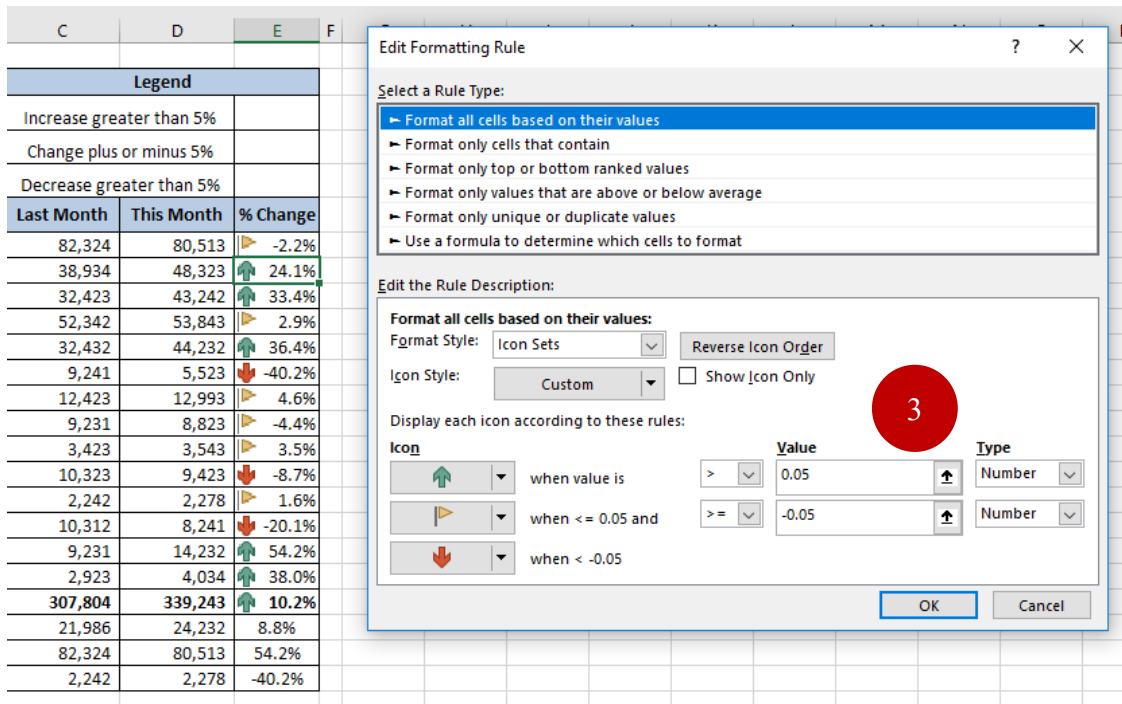 C D E F
Legend
Increase greater than 5%
Change plus or minus 5%
Decrease greater than 5%
Last Month This Month % Change
82,324 80,513 -2.2%
38,934 48,323 24.1%
32,423 43,242 33.4%
52,342 53,843 2.9%
32,432 44,232 36.4%
9,241 5,523 -40.2%
12,423 12,993 4.6%
9,231 8,823 -4.4%
3,423 3,543 3.5%
10,323 9,423 -8.7%
2,242 2,278 1.6%
10,312 8,241 -20.1%
9,231 14,232 54.2%
2,923 4,034 38.0%
307,804 339,243 10.2%
21,986 24,232 8.8%
82,324 80,513 54.2%
2,242 2,278 -40.2%
Edit Formatting Rule ? ×
Select a Rule Type:
► Format all cells based on their values
► Format only cells that contain
► Format only top or bottom ranked values
► Format only values that are above or below average
► Format only unique or duplicate values
► Use a formula to determine which cells to format
Edit the Rule Description:
Format all cells based on their values:
Format Style: Icon Sets Reverse Icon Order
Icon Style: Custom Show Icon Only
3
Display each icon according to these rules:
Icon Value Type
when value is > 0.05 Number
when <= 0.05 and >= -0.05 Number
when < -0.05
OK Cancel